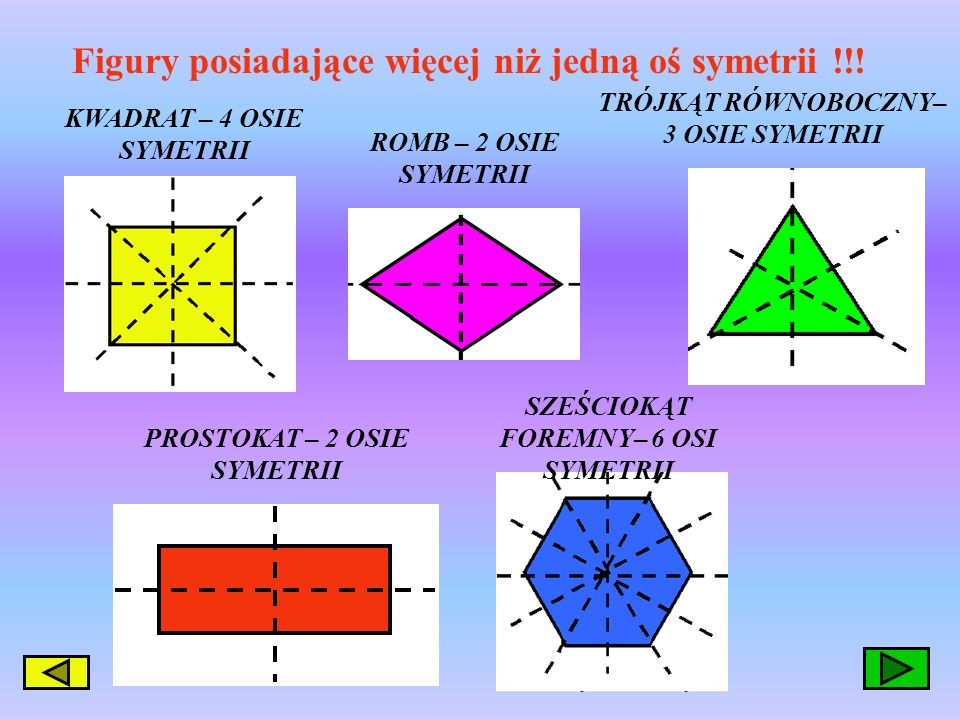 Figury posiadające więcej niż jedną oś symetrii !!!
KWADRAT – 4 OSIE
SYMETRII
ROMB – 2 OSIE
SYMETRII
TRÓJKĄT RÓWNOBOCZNY–
3 OSIE SYMETRII
PROSTOKAT – 2 OSIE
SYMETRII
SZEŚCIOKĄT
FOREMNY– 6 OSI
SYMETRII